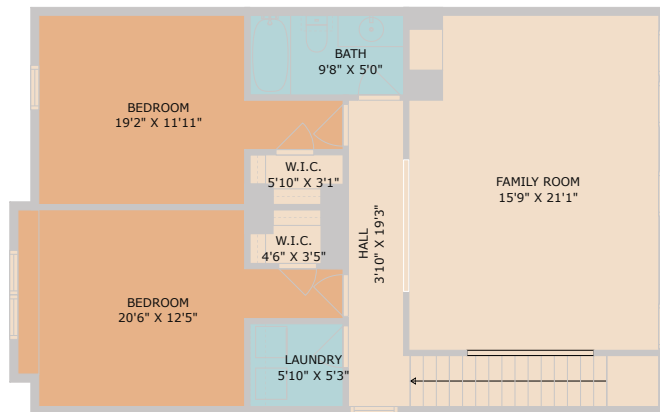 BATH
9'8" X 5'0"
BEDROOM
19'2" X 11'11"
W.I.C.
5'10" X 3'1"
FAMILY ROOM
15'9" X 21'1"
W.I.C.
4'6" X 3'5"
HALL
3'10" X 19'3"
BEDROOM
20'6" X 12'5"
LAUNDRY
5'10" X 5'3"